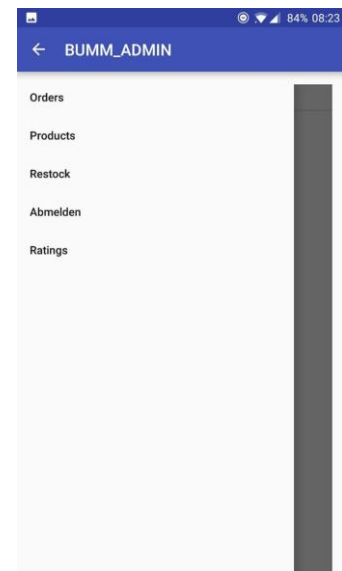 84% 08:23
BUMM_ADMIN
Orders
Products
Restock
Abmelden
Ratings